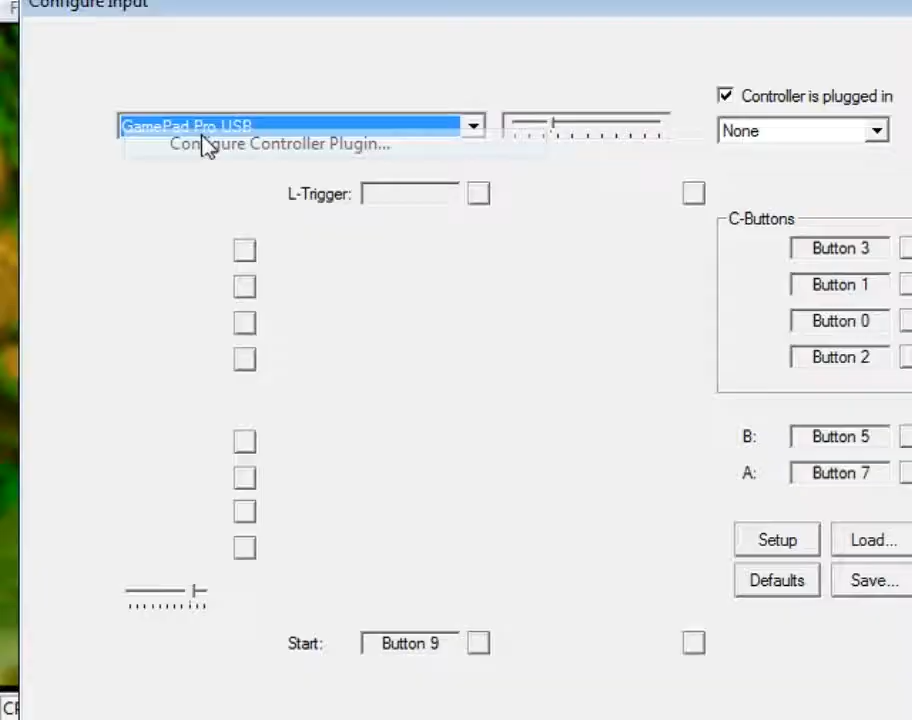 F
Configure Input
Controller is plugged in
GamePad Pro USB
None
Configure Controller Plugin...
L-Trigger:
C-Buttons
Button 3
Button 1
Button 0
Button 2
B: Button 5
A: Button 7
Setup Load...
Defaults Save...
Start: Button 9